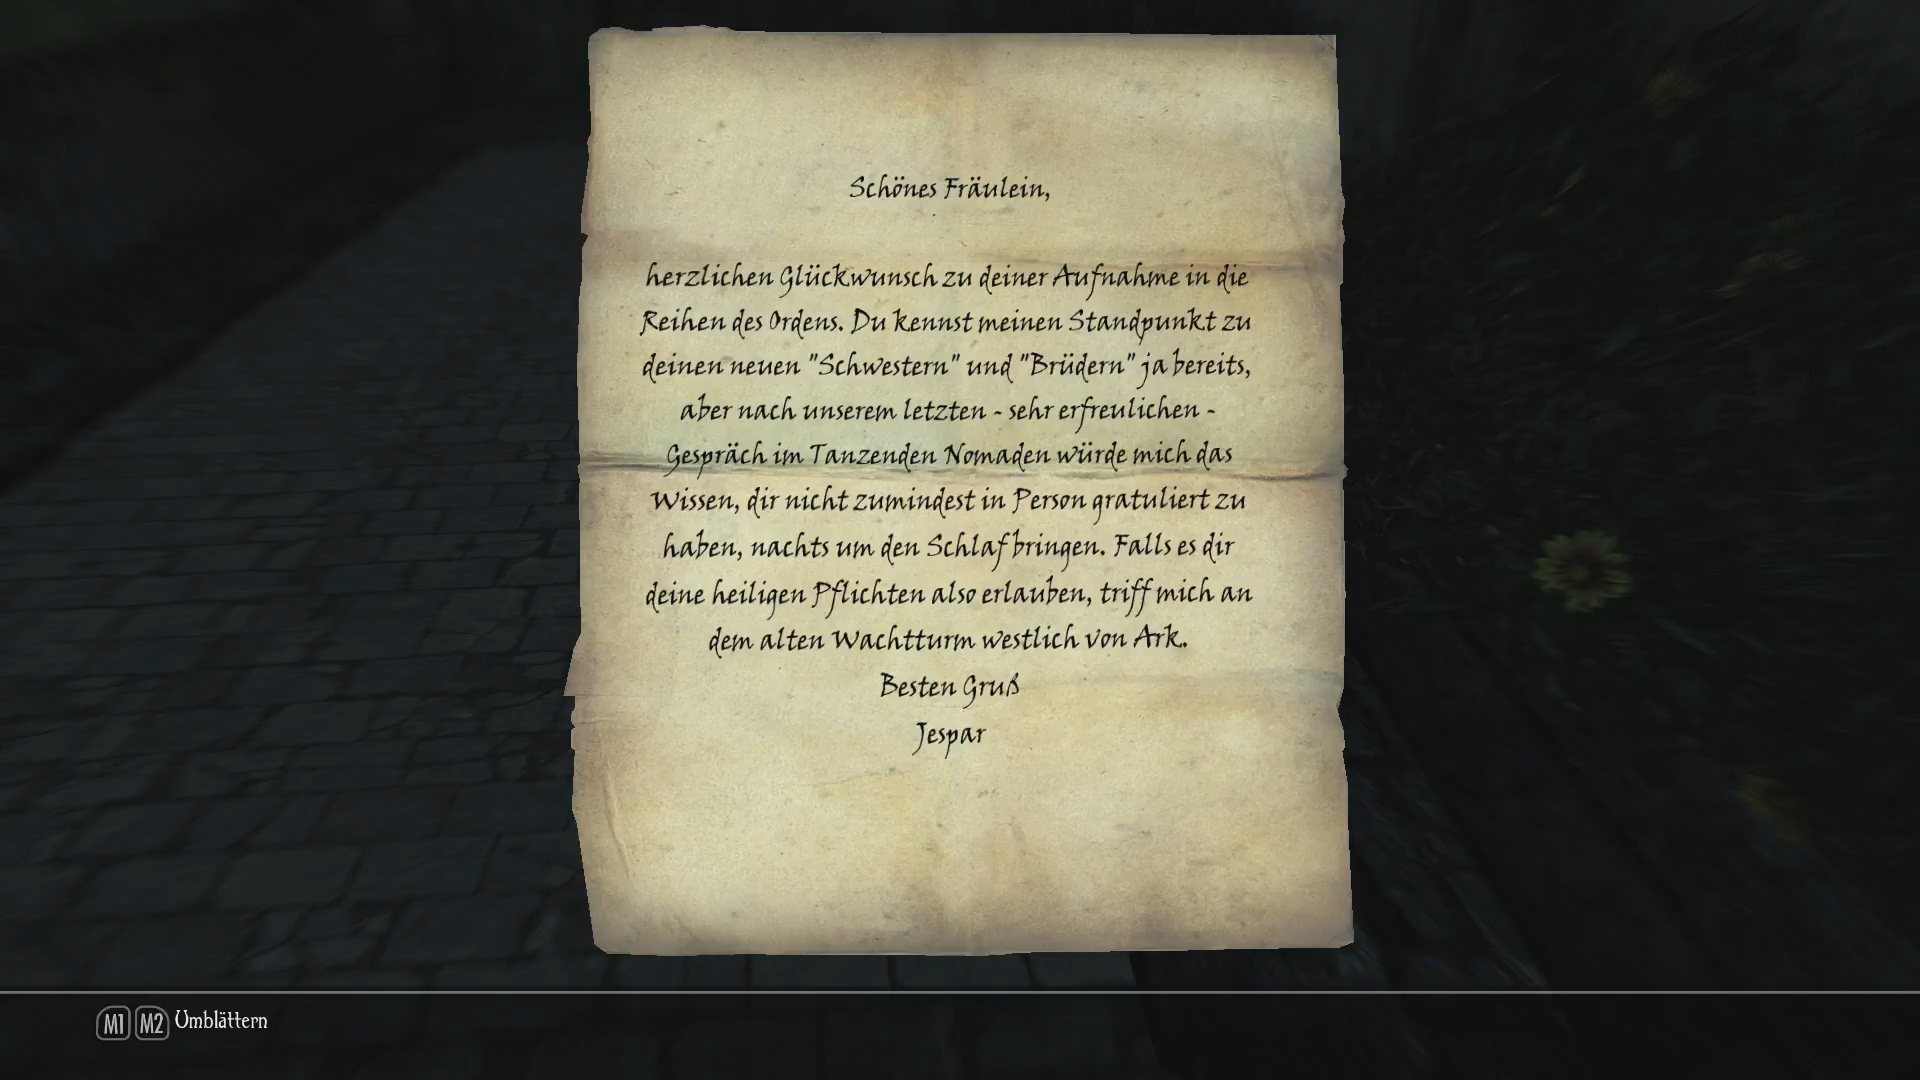 Schönes Fräulein,
herzlichen Glückwunsch zu deiner Aufnahme in die
Reihen des Ordens. Du kennst meinen Standpunkt zu
deinen neuen "Schwestern" und "Brüdern" ja bereits,
aber nach unserem letzten - sehr erfreulichen -
Gespräch im Tanzenden Nomaden würde mich das
Wissen, dir nicht zumindest in Person gratuliert zu
haben, nachts um den Schlaf bringen. Falls es dir
deine heiligen Pflichten also erlauben, triff mich an
dem alten Wachtturm westlich von Ark.
Besten Gruß
Jespar
M1 M2 Umblättern